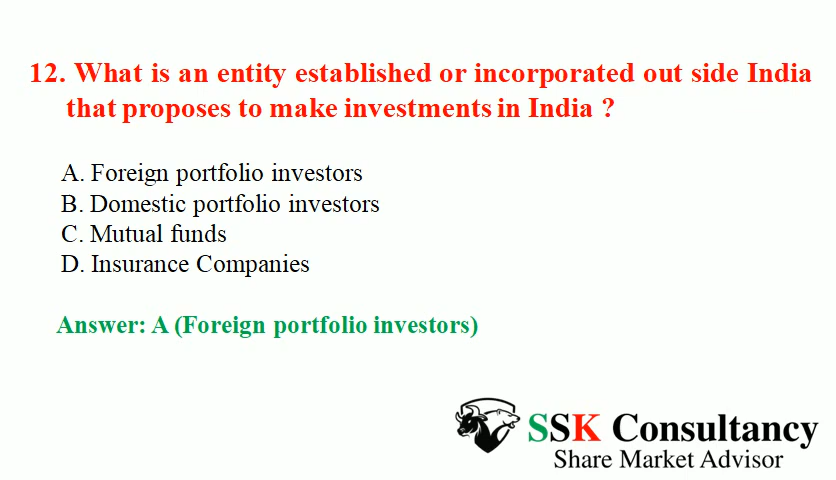 12. What is an entity established or incorporated out side India
that proposes to make investments in India ?
A. Foreign portfolio investors
B. Domestic portfolio investors
C. Mutual funds
D. Insurance Companies
Answer: A (Foreign portfolio investors)
SSK Consultancy
Share Market Advisor